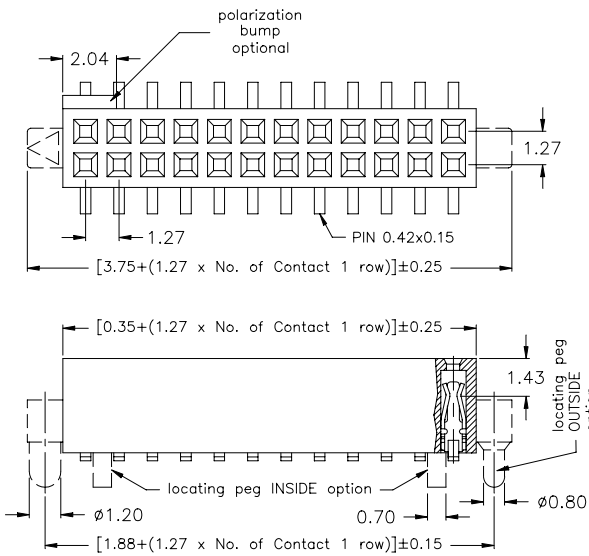 polarization
bump
optional
2.04
1.27
1.27
PIN 0.42x0.15
[3.75+(1.27 x No. of Contact 1 row)]±0.25
[0.35+(1.27 x No. of Contact 1 row)]±0.25
1.43
locating peg
OUTSIDE
locating peg INSIDE option
ø1.20
0.70
ø0.80
[1.88+(1.27 x No. of Contact 1 row)]±0.15